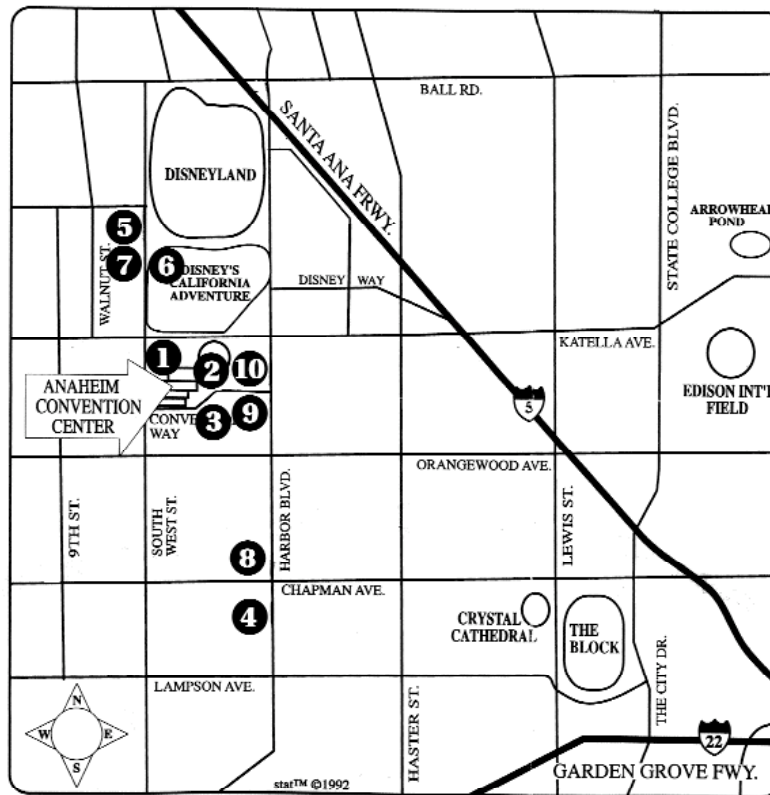 BALL RD.
SANTA ANA FRWY.
STATE COLLEGE BLVD.
DISNEYLAND
ARROWHEAD
POND
5
7
6
WALNUT ST.
DISNEY'S
CALIFORNIA
ADVENTURE
DISNEY WAY
KATELLA AVE.
1
2
10
ANAHEIM
CONVENTION
CENTER
EDISON INT'L
FIELD
5
3
9
CONVE
WAY
ORANGEWOOD AVE.
9TH ST.
SOUTH
WEST ST.
HARBOR BLVD.
LEWIS ST.
8
CHAPMAN AVE.
4
CRYSTAL
CATHEDRAL
THE
BLOCK
THE CITY DR.
LAMPSON AVE.
HASTER ST.
N
W E
S
22
GARDEN GROVE FWY.
stat™ ©1992